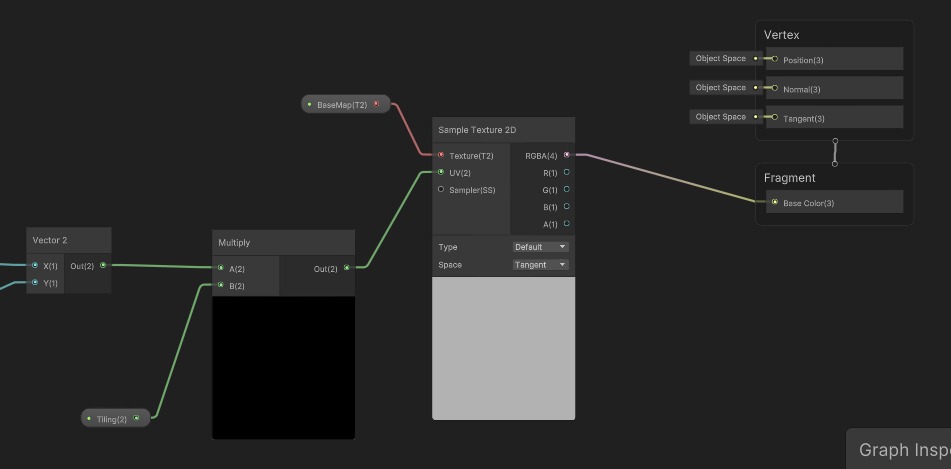 Vertex
Object Space
Position(3)
Object Space
Normal(3)
Object Space
Tangent(3)
BaseMap(T2)
Sample Texture 2D
Texture(T2)
RGBA(4)
UV(2)
R(1)
Sampler(SS)
G(1)
B(1)
A(1)
Type
Default
Space
Tangent
Fragment
Base Color(3)
Vector 2
X(1)
Out(2)
Y(1)
Multiply
A(2)
Out(2)
B(2)
Tiling(2)
Graph Inspe